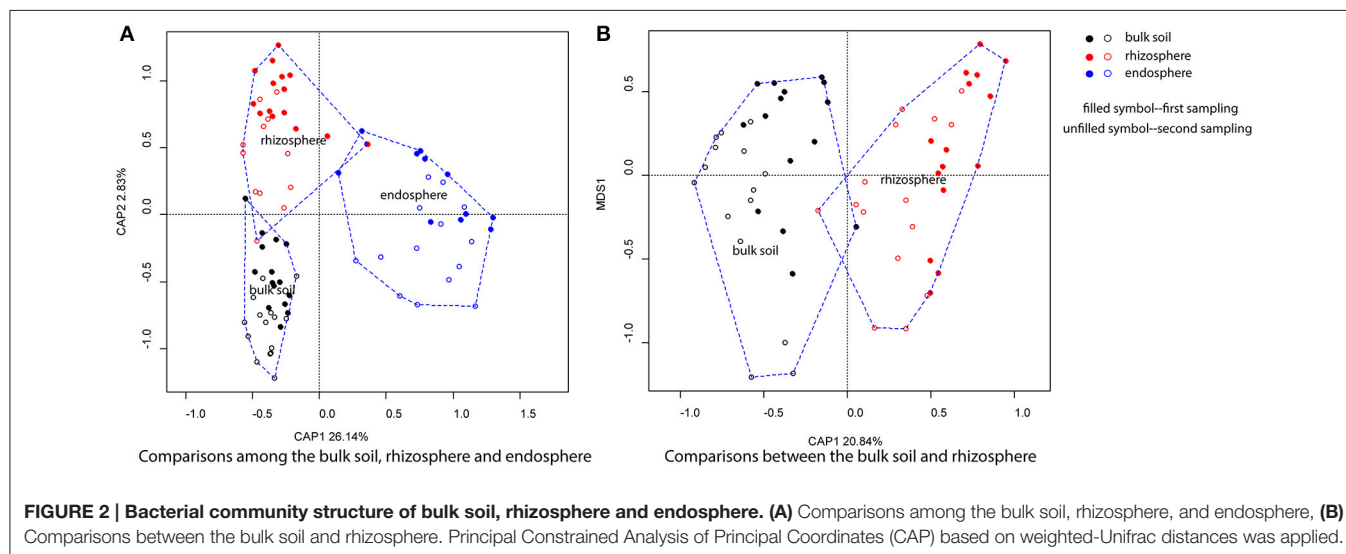 A
B
1.0
0.5
0.0
-0.5
-1.0
CAP2 2.83%
rhizosphere
endosphere
bulk soil
-1.0 -0.5 0.0 0.5 1.0 1.5
CAP1 26.14%
Comparisons among the bulk soil, rhizosphere and endosphere
0.5
0.0
-0.5
-1.0
MDS1
rhizosphere
bulk soil
-1.0 -0.5 0.0 0.5 1.0
CAP1 20.84%
Comparisons between the bulk soil and rhizosphere
bulk soil
rhizosphere
endosphere
filled symbol--first sampling
unfilled symbol--second sampling
FIGURE 2 | Bacterial community structure of bulk soil, rhizosphere and endosphere. (A) Comparisons among the bulk soil, rhizosphere, and endosphere, (B)
Comparisons between the bulk soil and rhizosphere. Principal Constrained Analysis of Principal Coordinates (CAP) based on weighted-Unifrac distances was applied.